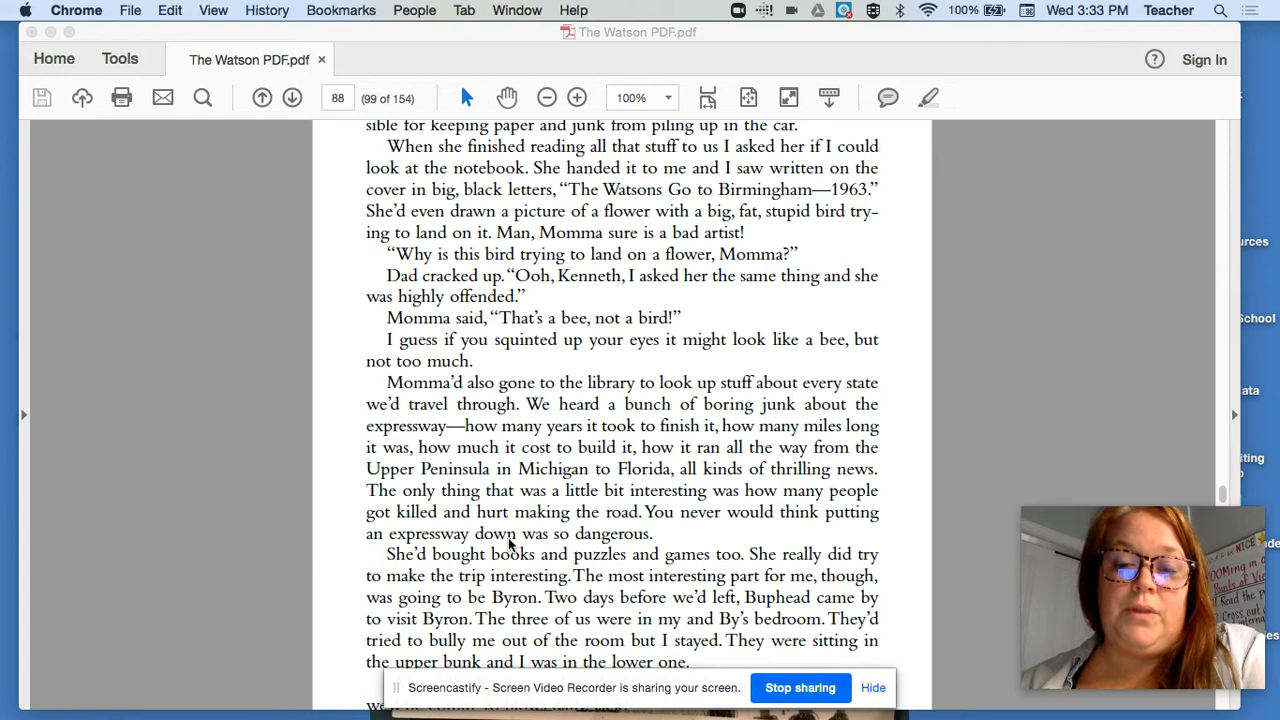 Chrome File Edit View History Bookmarks People Tab Window Help 100% Wed 3:33 PM Teacher
The Watson PDF.pdf
Home Tools The Watson PDF.pdf × ? Sign In
88 (99 of 154) 100%
sible for keeping paper and junk from piling up in the car.
When she finished reading all that stuff to us I asked her if I could
look at the notebook. She handed it to me and I saw written on the
cover in big, black letters, “The Watsons Go to Birmingham—1963.”
She’d even drawn a picture of a flower with a big, fat, stupid bird try-
ing to land on it. Man, Momma sure is a bad artist!
“Why is this bird trying to land on a flower, Momma?”
Dad cracked up. “Ooh, Kenneth, I asked her the same thing and she
was highly offended.”
Momma said, “That’s a bee, not a bird!”
I guess if you squinted up your eyes it might look like a bee, but
not too much.
Momma’d also gone to the library to look up stuff about every state
we’d travel through. We heard a bunch of boring junk about the
expressway—how many years it took to finish it, how many miles long
it was, how much it cost to build it, how it ran all the way from the
Upper Peninsula in Michigan to Florida, all kinds of thrilling news.
The only thing that was a little bit interesting was how many people
got killed and hurt making the road. You never would think putting
an expressway down was so dangerous.
She’d bought books and puzzles and games too. She really did try
to make the trip interesting. The most interesting part for me, though,
was going to be Byron. Two days before we’d left, Buphead came by
to visit Byron. The three of us were in my and By’s bedroom. They’d
tried to bully me out of the room but I stayed. They were sitting in
the upper bunk and I was in the lower one.
Screencastify - Screen Video Recorder is sharing your screen. Stop sharing Hide
urces
School
ata
iting
NICE
OOMing in o
Points of Vie